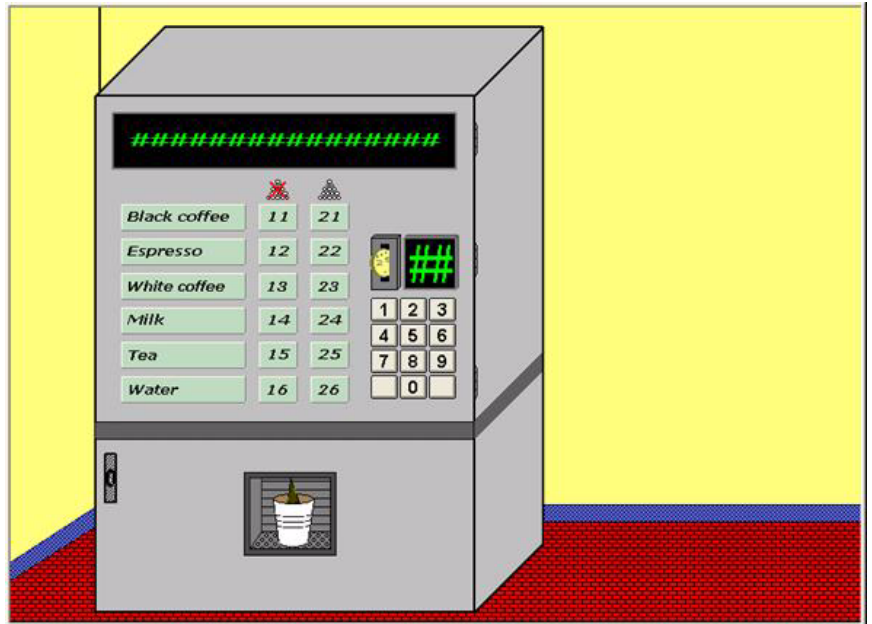 ################
Black coffee 11 21
Espresso 12 22
##
White coffee 13 23
Milk 14 24
Tea 15 25
Water 16 26
1 2 3
4 5 6
7 8 9
0